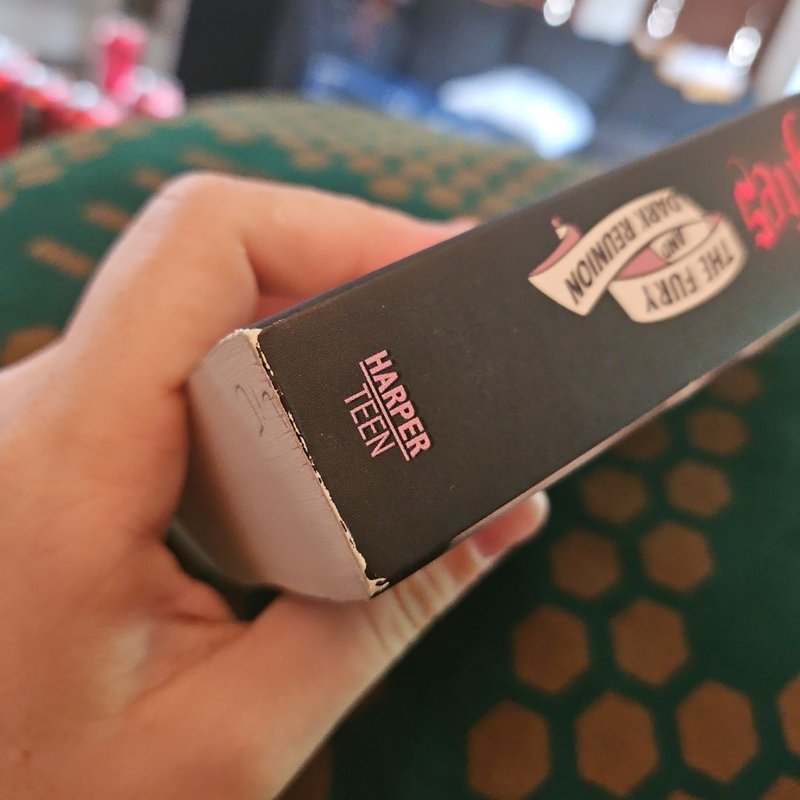 THE FURY
AND
DARK REUNION
HARPER
TEEN